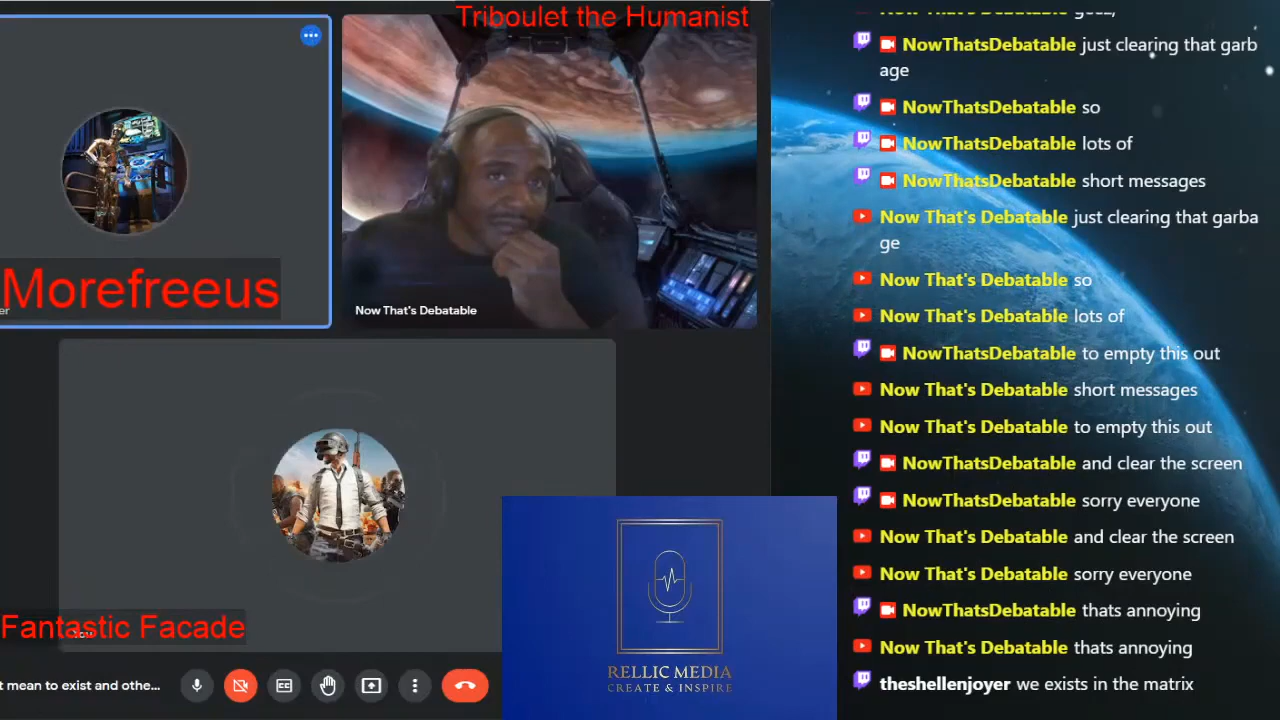 Triboulet the Humanist
Morefreeus
Now That's Debatable
Fantastic Facade
t mean to exist and othe...
RELLIC MEDIA
CREATE & INSPIRE
NowThatsDebatable just clearing that garb
age
NowThatsDebatable so
NowThatsDebatable lots of
NowThatsDebatable short messages
Now That's Debatable just clearing that garba
ge
Now That's Debatable so
Now That's Debatable lots of
NowThatsDebatable to empty this out
Now That's Debatable short messages
Now That's Debatable to empty this out
NowThatsDebatable and clear the screen
NowThatsDebatable sorry everyone
Now That's Debatable and clear the screen
Now That's Debatable sorry everyone
NowThatsDebatable thats annoying
Now That's Debatable thats annoying
theshellenjoyer we exists in the matrix